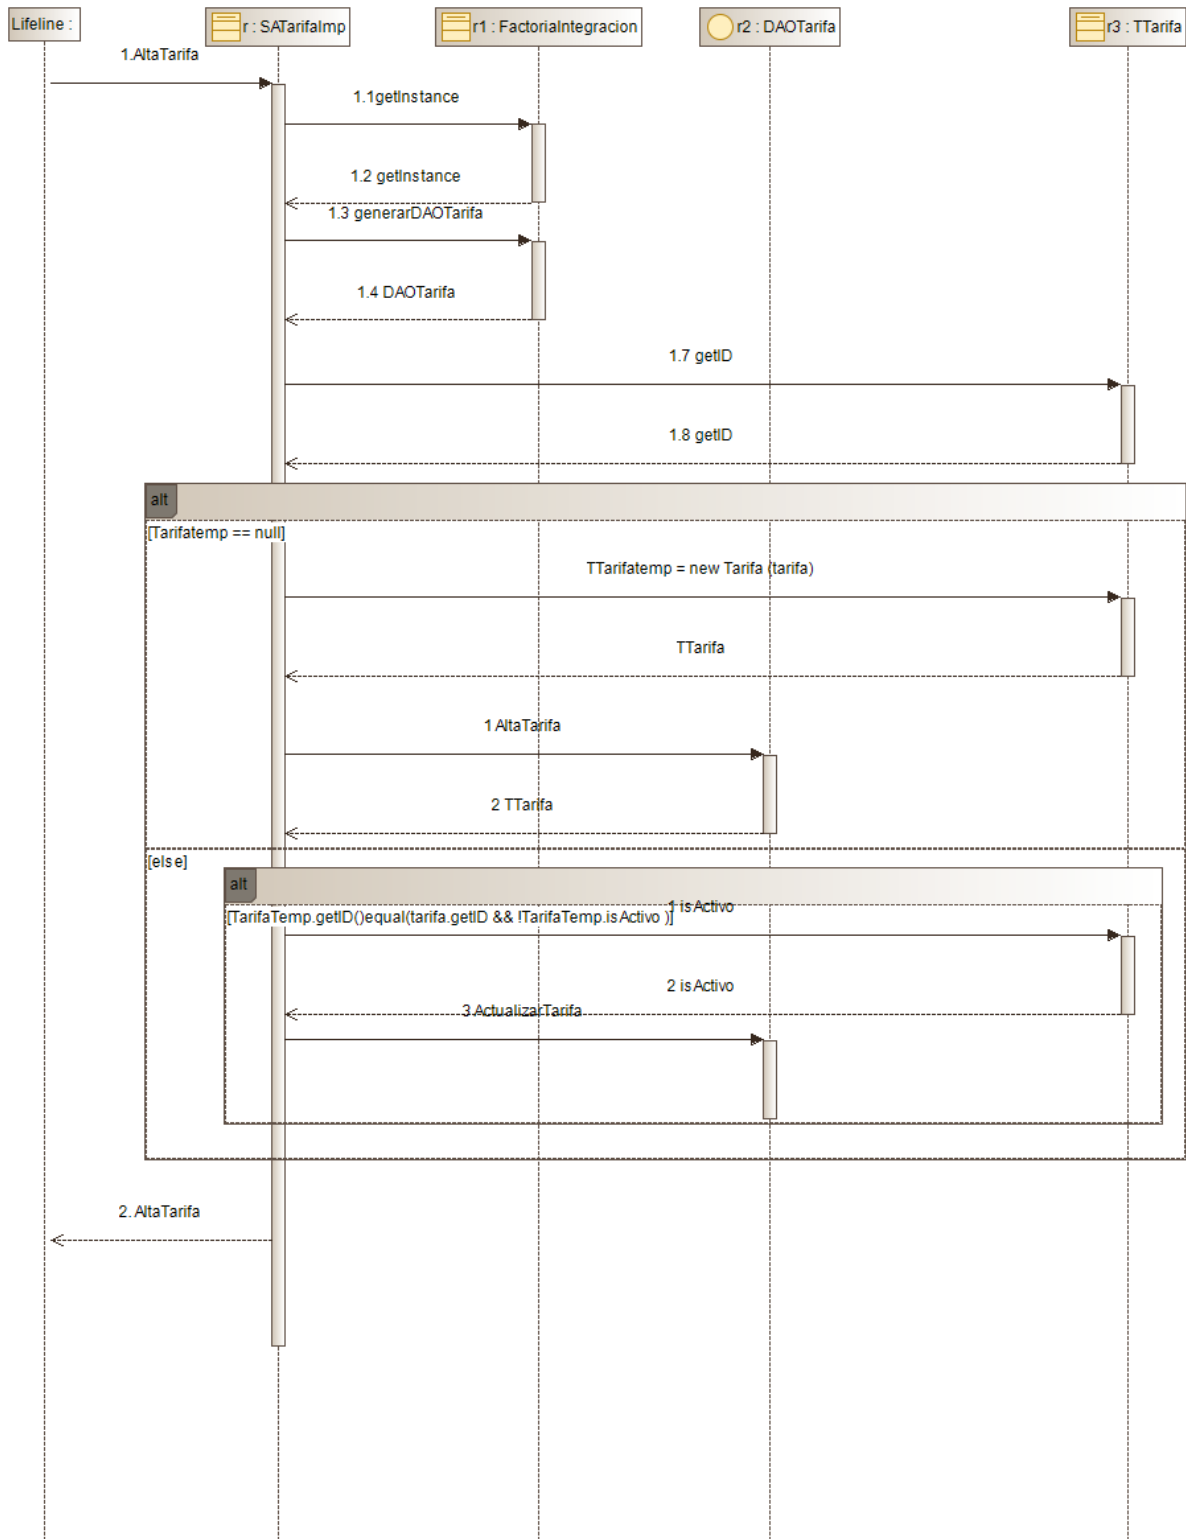 Lifeline :
r : SATarifaImp
r1 : FactoriaIntegracion
r2 : DAOTarifa
r3 : TTarifa
1.AltaTarifa
1.1getInstance
1.2 getInstance
1.3 generarDAOTarifa
1.4 DAOTarifa
1.7 getID
1.8 getID
alt
[Tarifatemp == null]
TTarifatemp = new Tarifa (tarifa)
TTarifa
1 AltaTarifa
2 TTarifa
[else]
alt
[TarifaTemp.getID()equal(tarifa.getID && !TarifaTemp.isActivo )]
1 isActivo
2 isActivo
3 ActualizarTarifa
2. AltaTarifa